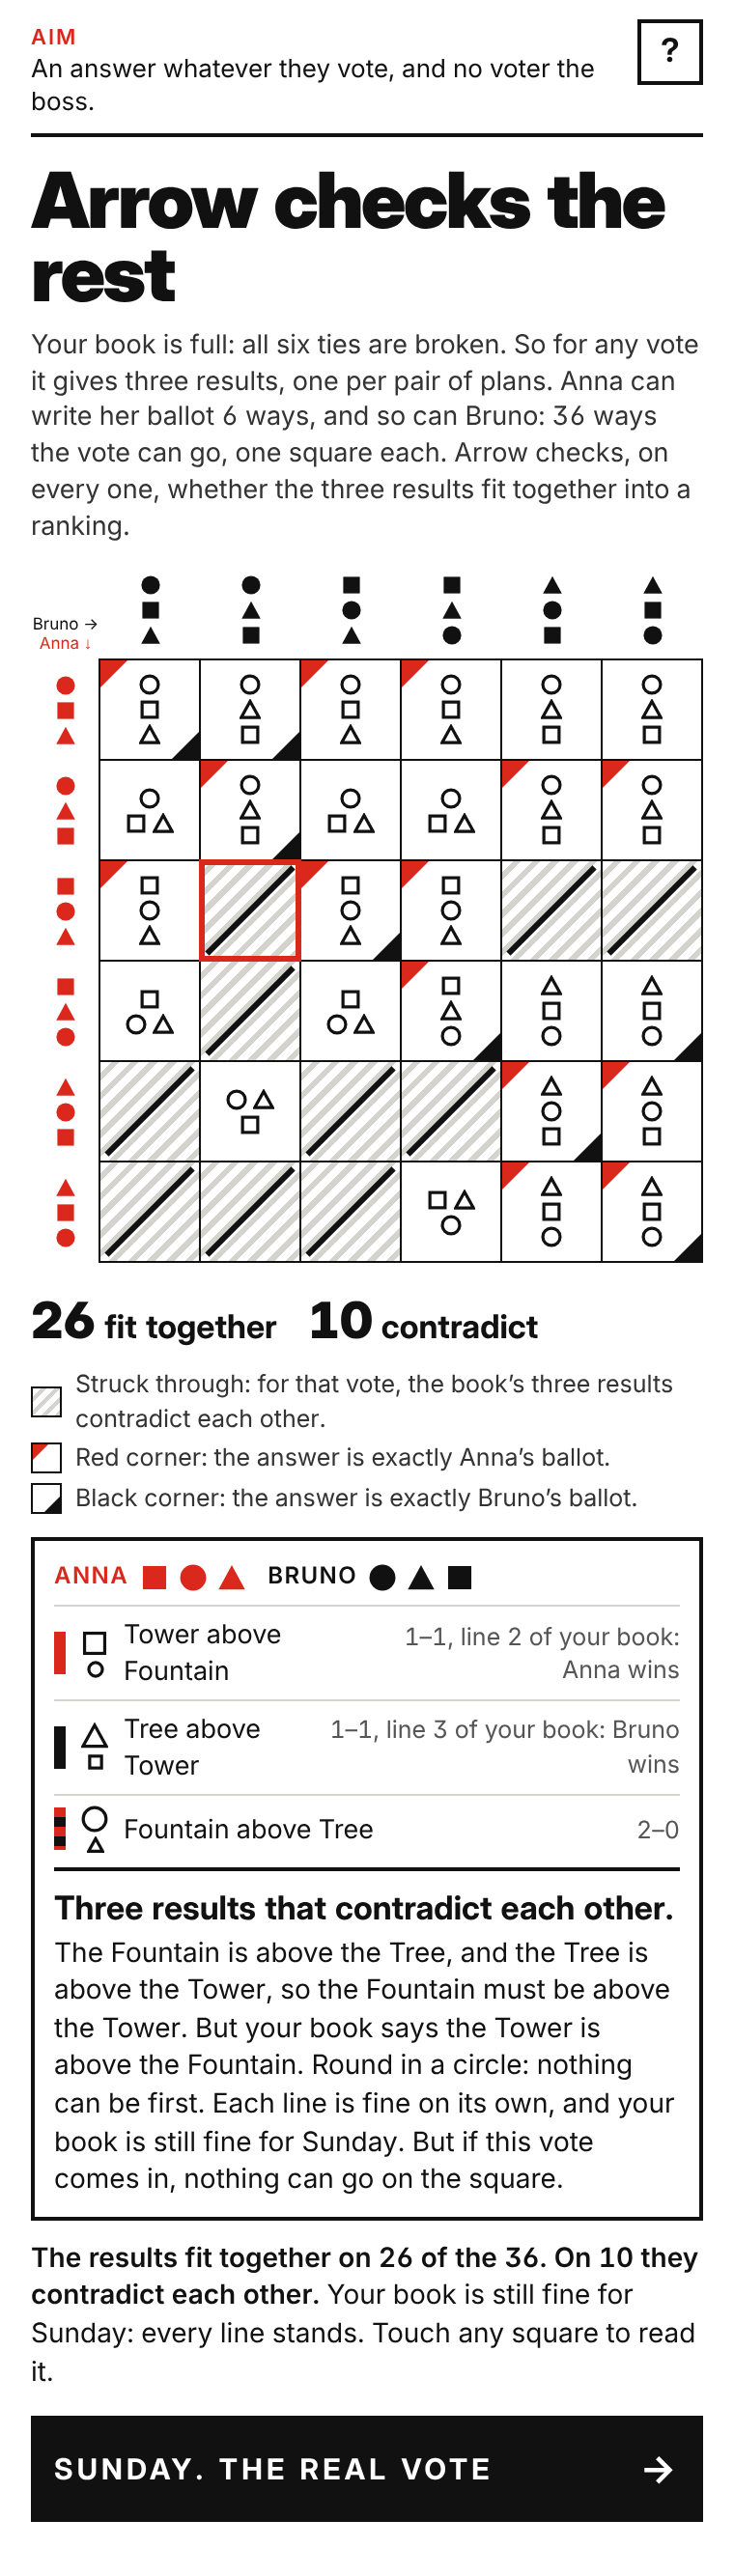 AIM
An answer whatever they vote, and no voter the
boss.
?
Arrow checks the
rest
Your book is full: all six ties are broken. So for any vote
it gives three results, one per pair of plans. Anna can
write her ballot 6 ways, and so can Bruno: 36 ways
the vote can go, one square each. Arrow checks, on
every one, whether the three results fit together into a
ranking.
Bruno →
Anna ↓
26 fit together 10 contradict
Struck through: for that vote, the book’s three results
contradict each other.
Red corner: the answer is exactly Anna’s ballot.
Black corner: the answer is exactly Bruno’s ballot.
ANNA BRUNO
Tower above
Fountain
1–1, line 2 of your book:
Anna wins
Tree above
Tower
1–1, line 3 of your book: Bruno
wins
Fountain above Tree 2–0
Three results that contradict each other.
The Fountain is above the Tree, and the Tree is
above the Tower, so the Fountain must be above
the Tower. But your book says the Tower is
above the Fountain. Round in a circle: nothing
can be first. Each line is fine on its own, and your
book is still fine for Sunday. But if this vote
comes in, nothing can go on the square.
The results fit together on 26 of the 36. On 10 they
contradict each other. Your book is still fine for
Sunday: every line stands. Touch any square to read
it.
SUNDAY. THE REAL VOTE →